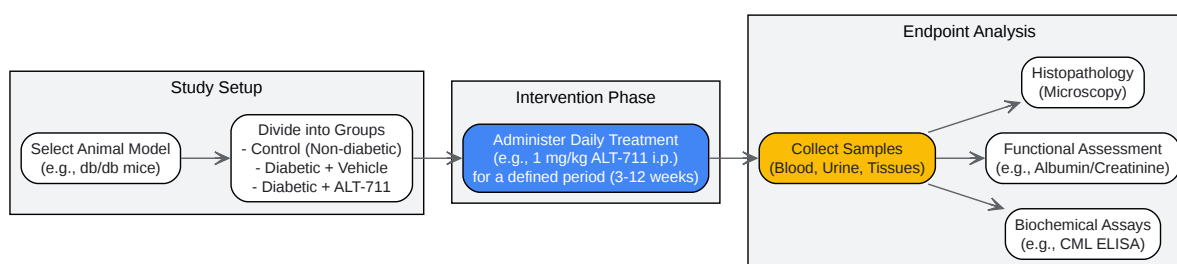 Study Setup
Select Animal Model
(e.g., db/db mice)
Divide into Groups
- Control (Non-diabetic)
- Diabetic + Vehicle
- Diabetic + ALT-711
Intervention Phase
Administer Daily Treatment
(e.g., 1 mg/kg ALT-711 i.p.)
for a defined period (3-12 weeks)
Endpoint Analysis
Collect Samples
(Blood, Urine, Tissues)
Histopathology
(Microscopy)
Functional Assessment
(e.g., Albumin/Creatinine)
Biochemical Assays
(e.g., CML ELISA)